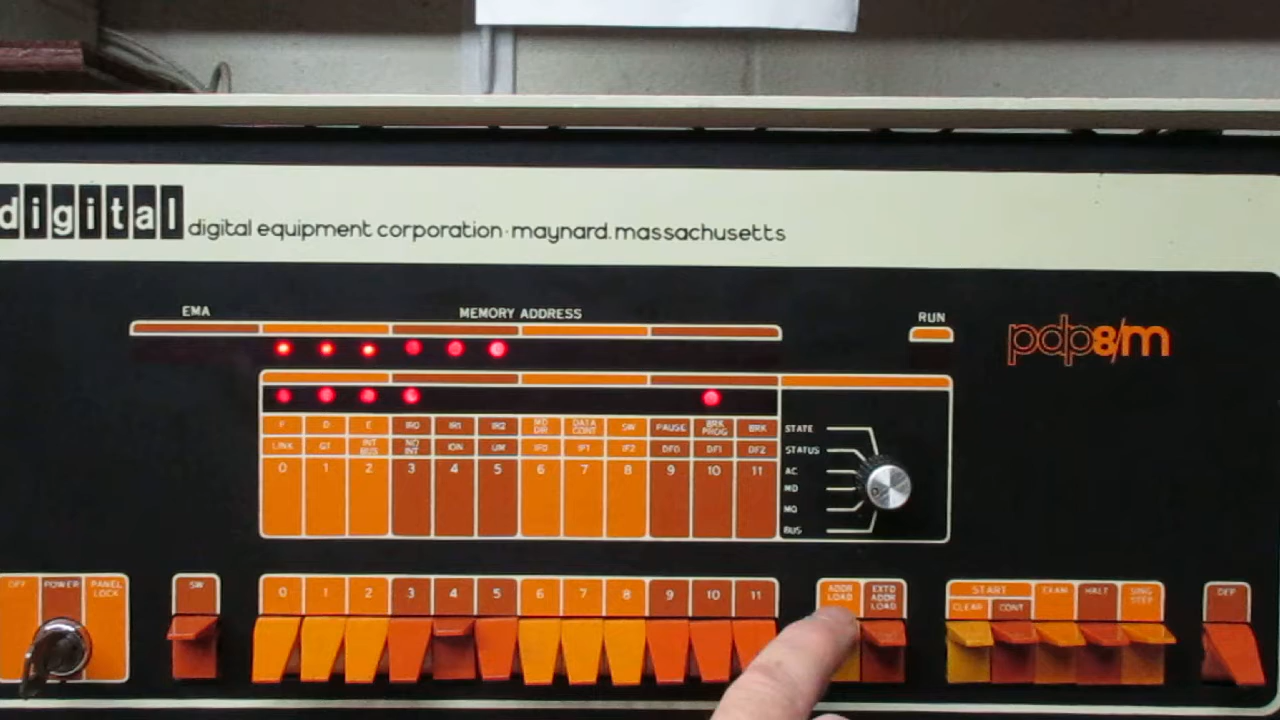 digital digital equipment corporation · maynard. massachusetts
EMA MEMORY ADDRESS RUN
pdp8/m
F D E IR0 IR1 IR2 MD DIR DATA CONT SW PAUSE BRK PROG BRK STATE
LINK GT INT BUS NO INT ION UM IF0 IF1 IF2 DF0 DF1 DF2 STATUS
0 1 2 3 4 5 6 7 8 9 10 11 AC
MD
MQ
BUS
OFF POWER PANEL LOCK SW 0 1 2 3 4 5 6 7 8 9 10 11 ADDR LOAD EXTD ADDR LOAD START EXAM HALT SING STEP DEP
CLEAR CONT